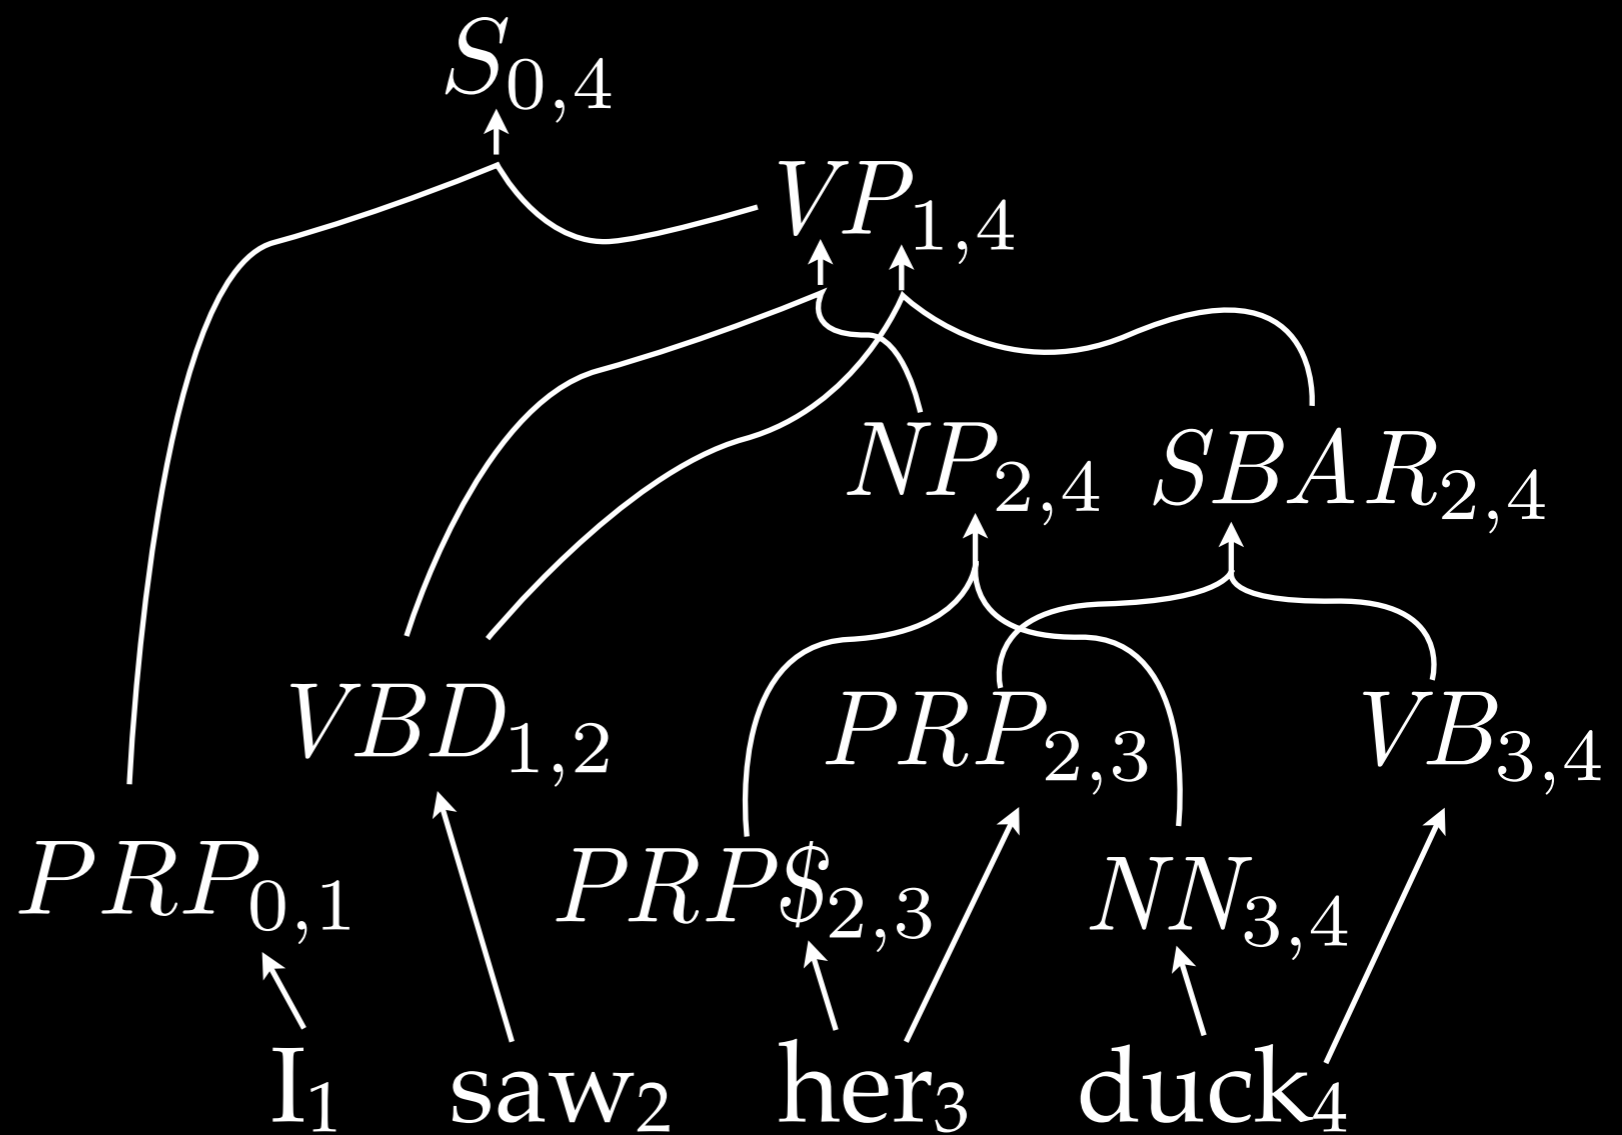 S0,4
VP1,4
NP2,4 SBAR2,4
VBD1,2 PRP2,3 VB3,4
PRP0,1 PRP$2,3 NN3,4
I1 saw2 her3 duck4